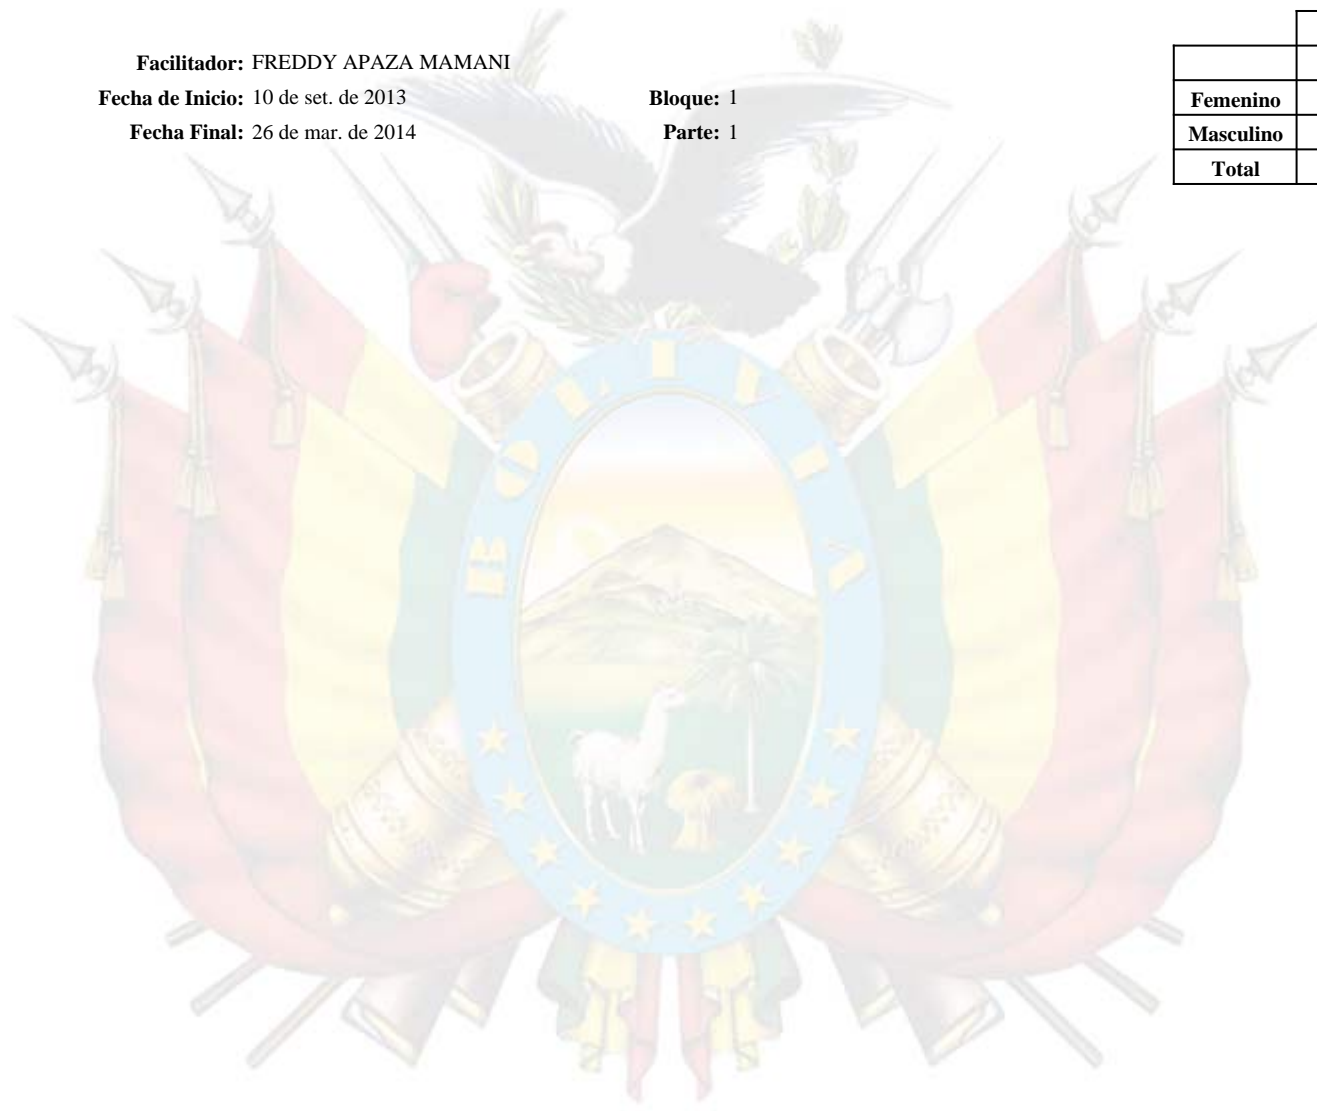 Facilitador: FREDDY APAZA MAMANI
Fecha de Inicio: 10 de set. de 2013 Bloque: 1
Fecha Final: 26 de mar. de 2014 Parte: 1
Femenino
Masculino
Total
BOLIVIA